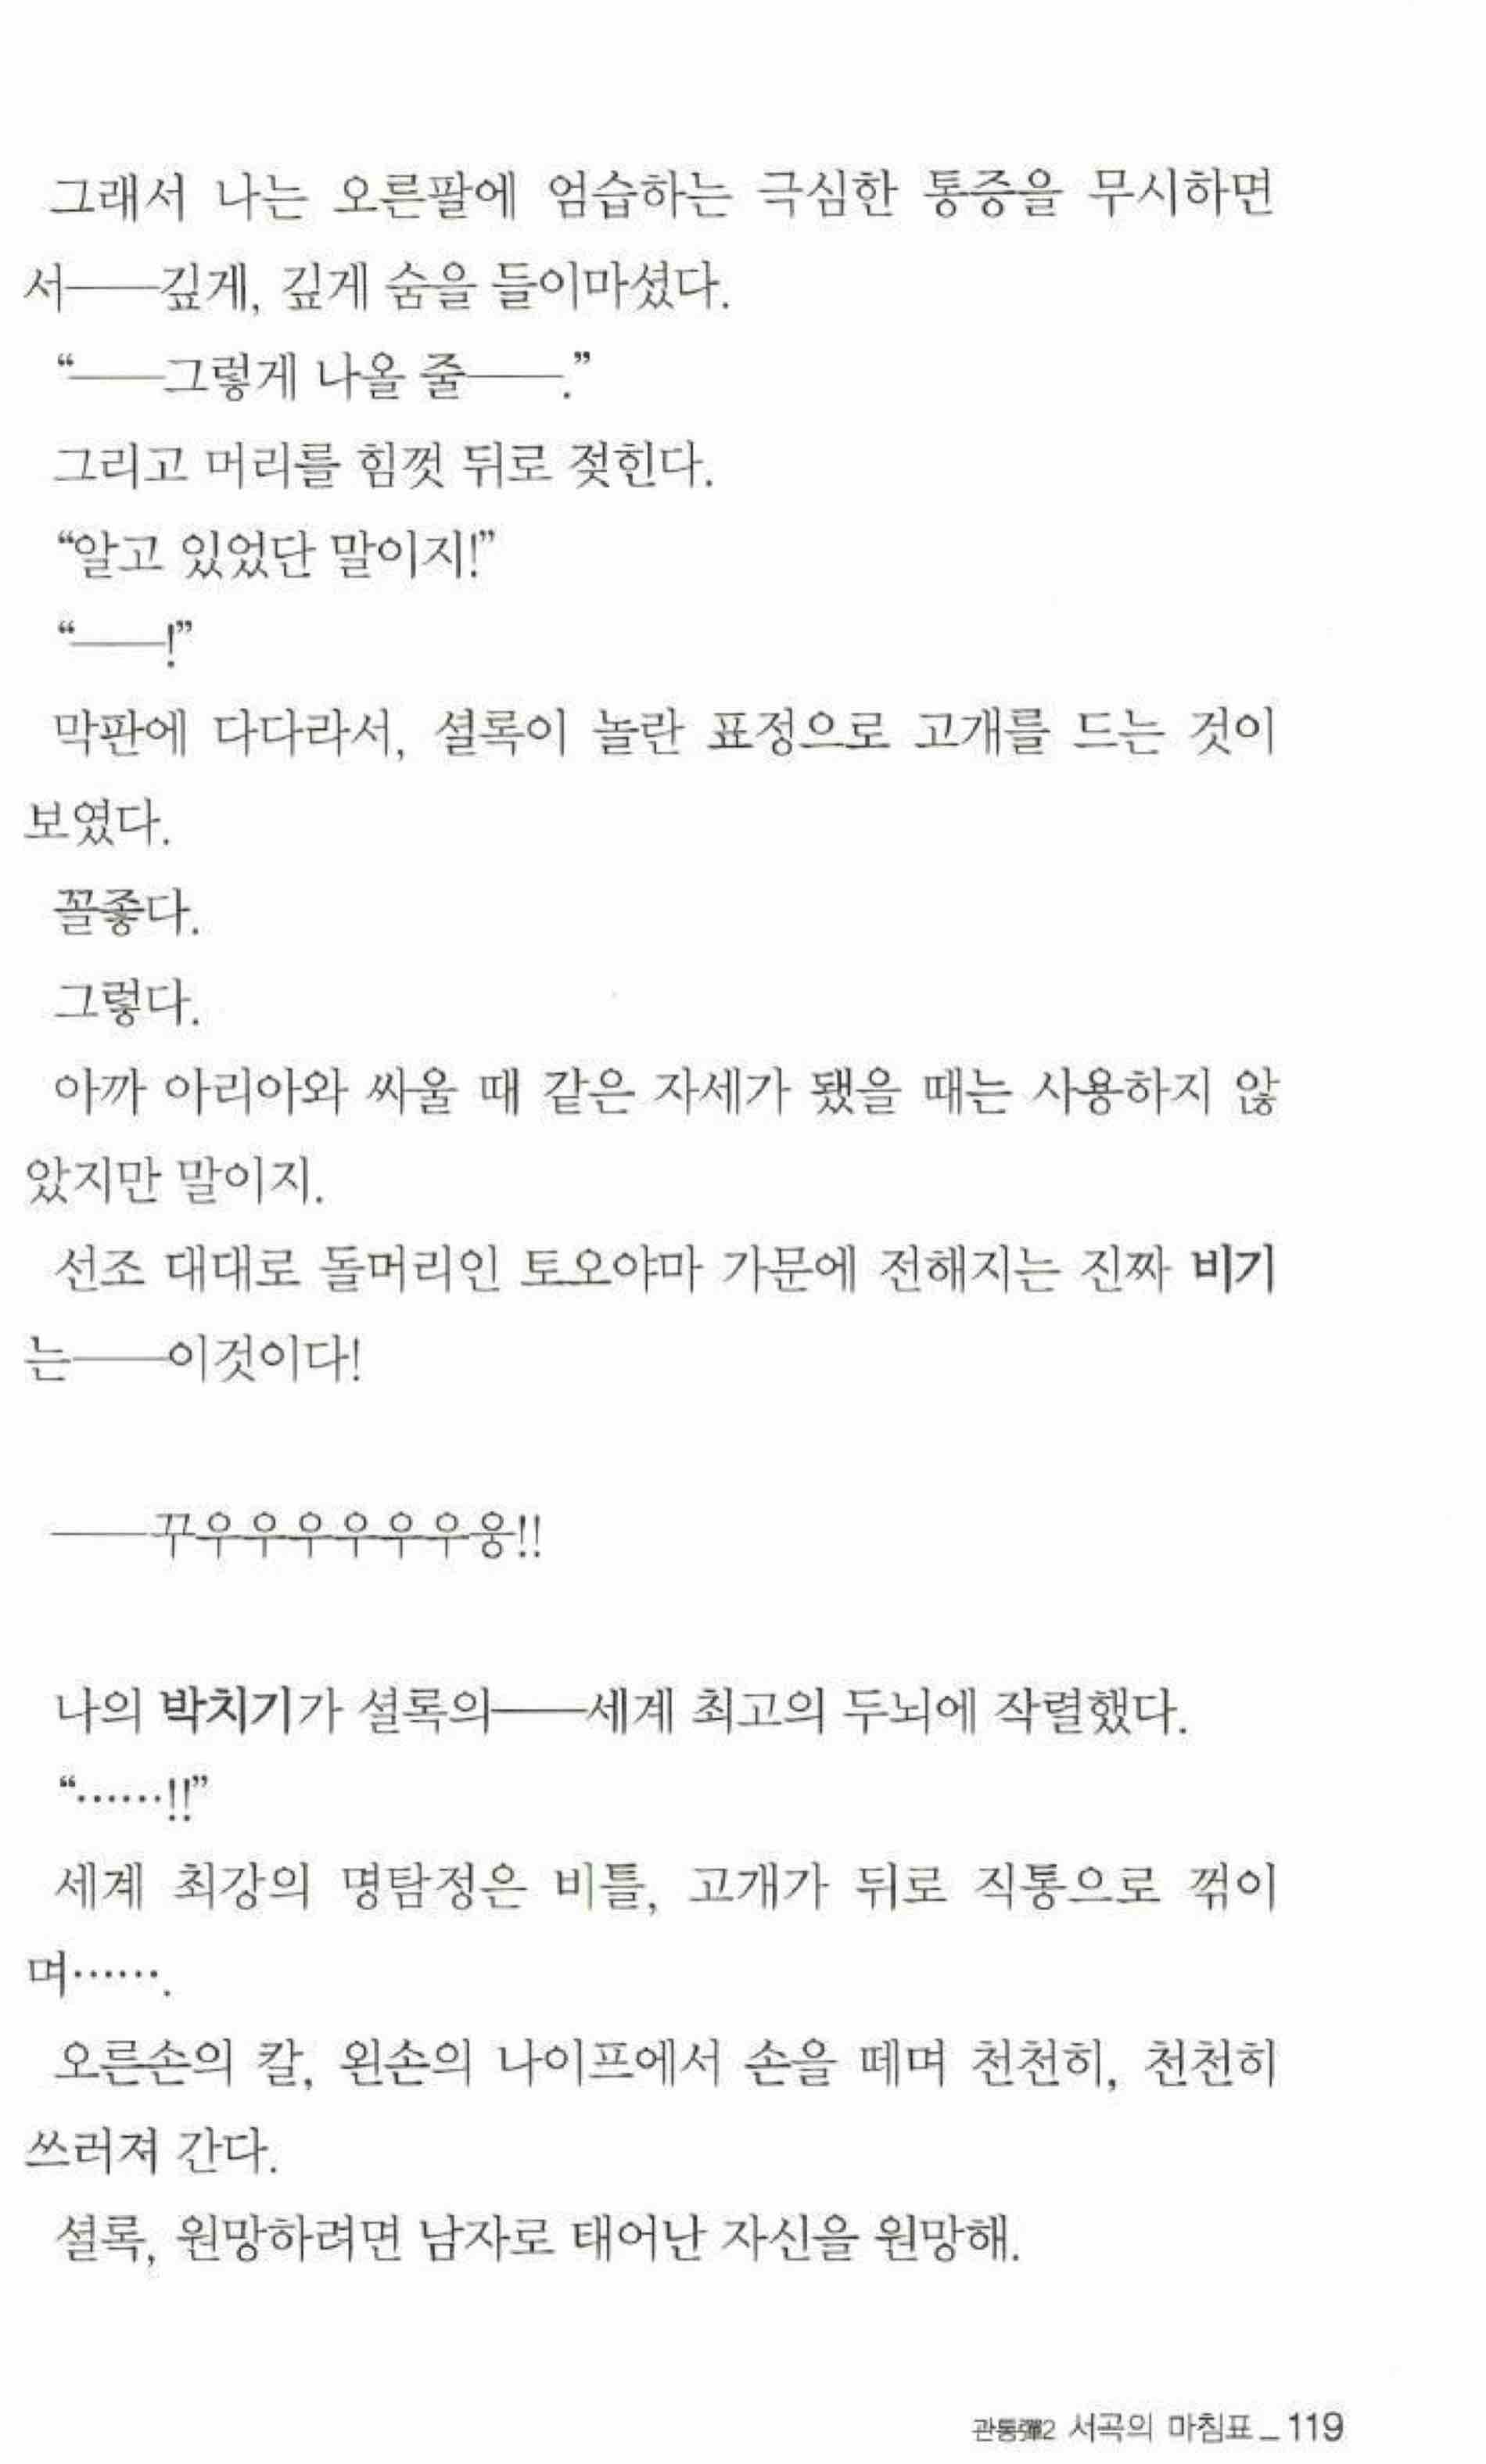 그래서 나는 오른팔에 엄습하는 극심한 통증을 무시하면
서――깊게, 깊게 숨을 들이마셨다.
“――그렇게 나올 줄――.”
그리고 머리를 힘껏 뒤로 젖힌다.
“알고 있었단 말이지!”
“――!”
막판에 다다라서, 셜록이 놀란 표정으로 고개를 드는 것이
보였다.
꼴좋다.
그렇다.
아까 아리아와 싸울 때 같은 자세가 됐을 때는 사용하지 않
았지만 말이지.
선조 대대로 돌머리인 토오야마 가문에 전해지는 진짜 비기
는――이것이다!
――꾸우우우우우우웅!!
나의 박치기가 셜록의――세계 최고의 두뇌에 작렬했다.
“……!!”
세계 최강의 명탐정은 비틀, 고개가 뒤로 직통으로 꺾이
며…….
오른손의 칼, 왼손의 나이프에서 손을 떼며 천천히, 천천히
쓰러져 간다.
셜록, 원망하려면 남자로 태어난 자신을 원망해.
관통彈2 서곡의 마침표_119